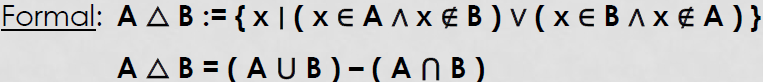 Formal: A △ B := { x | ( x ∈ A ∧ x ∉ B ) ∨ ( x ∈ B ∧ x ∉ A ) }
A △ B = ( A ∪ B ) – ( A ∩ B )